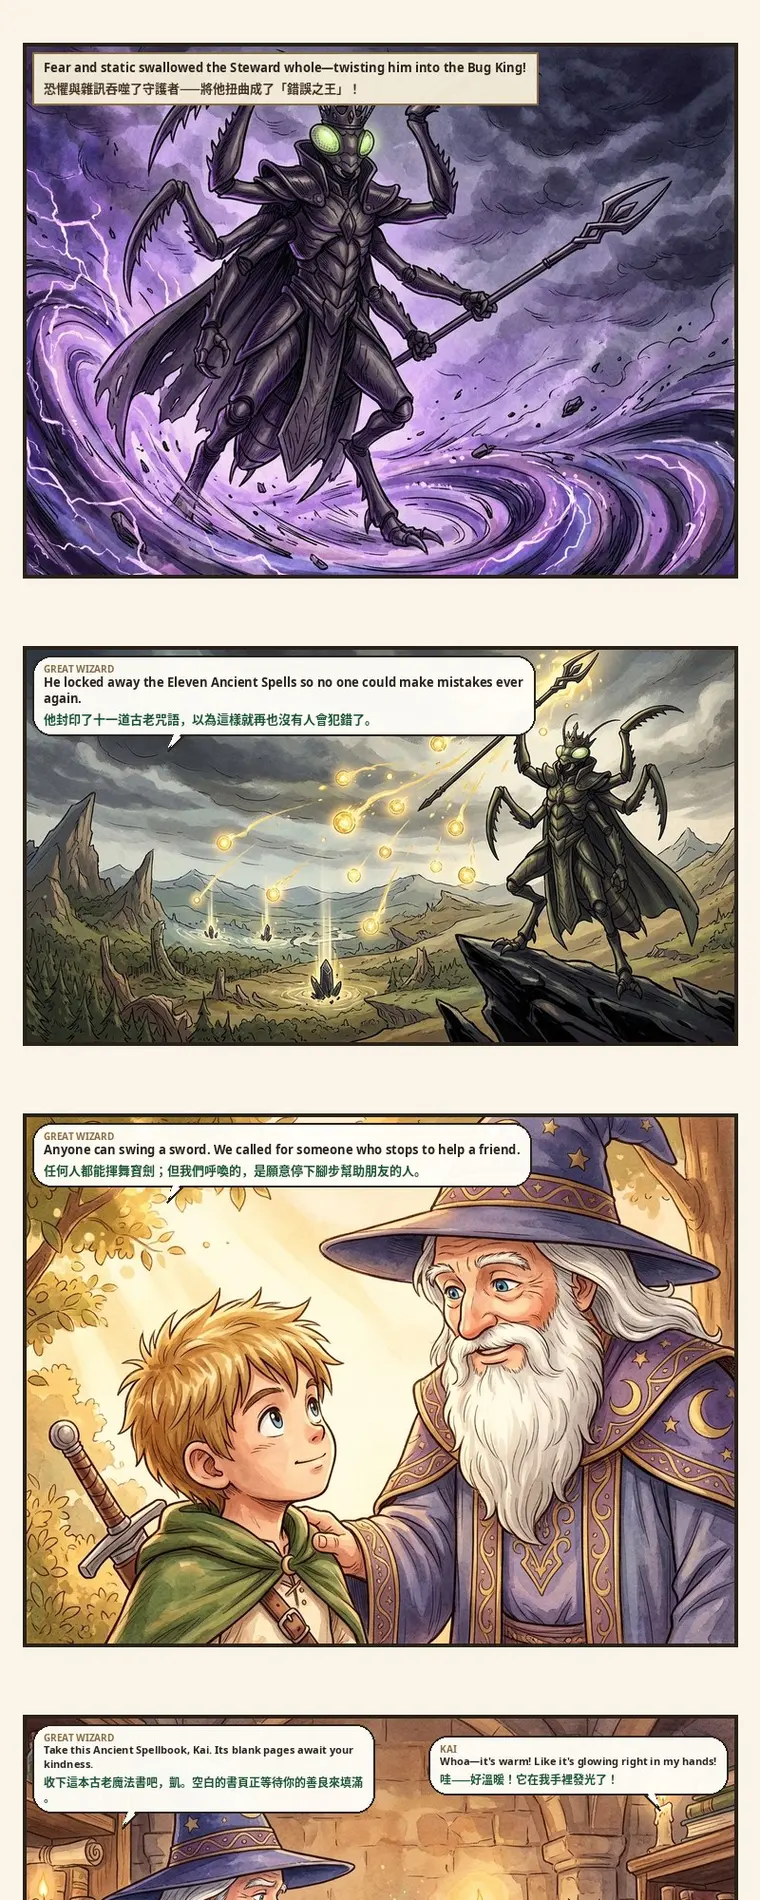 Fear and static swallowed the Steward whole—twisting him into the Bug King!
恐懼與雜訊吞噬了守護者——將他扭曲成了「錯誤之王」！
GREAT WIZARD
He locked away the Eleven Ancient Spells so no one could make mistakes ever
again.
他封印了十一道古老咒語，以為這樣就再也沒有人會犯錯了。
GREAT WIZARD
Anyone can swing a sword. We called for someone who stops to help a friend.
任何人都能揮舞寶劍；但我們呼喚的，是願意停下腳步幫助朋友的人。
GREAT WIZARD
Take this Ancient Spellbook, Kai. Its blank pages await your
kindness.
收下這本古老魔法書吧，凱。空白的書頁正等待你的善良來填滿
。
KAI
Whoa—it's warm! Like it's glowing right in my hands!
哇——好溫暖！它在我手裡發光了！